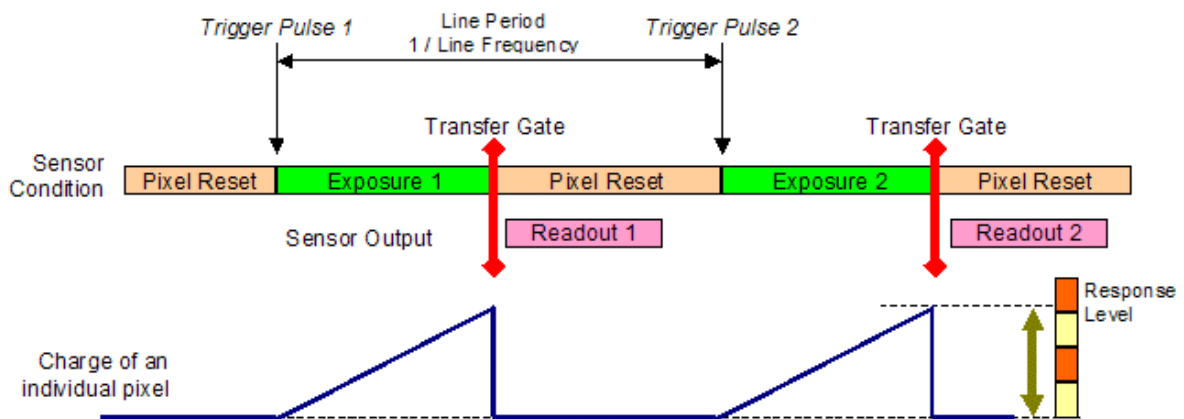 Trigger Pulse 1
Line Period
1 / Line Frequency
Trigger Pulse 2
Transfer Gate
Transfer Gate
Sensor
Condition
Pixel Reset
Exposure 1
Pixel Reset
Exposure 2
Pixel Reset
Sensor Output
Readout 1
Readout 2
Response
Level
Charge of an
individual pixel